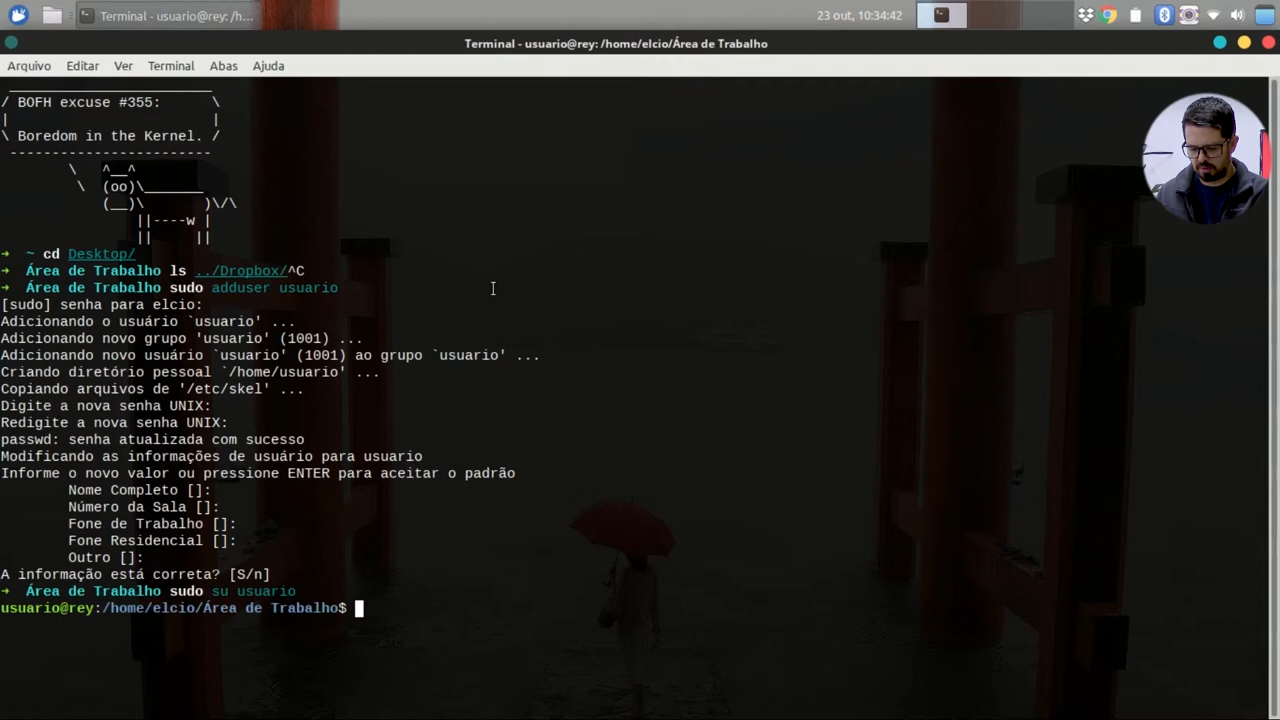 Terminal - usuario@rey: /h...
23 out, 10:34:42
Terminal - usuario@rey: /home/elcio/Área de Trabalho
Arquivo Editar Ver Terminal Abas Ajuda
 ________________________
/ BOFH excuse #355:      \
|                        |
\ Boredom in the Kernel. /
 ------------------------
        \   ^__^
         \  (oo)\_______
            (__)\       )\/\
                ||----w |
                ||     ||
➜  ~ cd Desktop/
➜  Área de Trabalho ls ../Dropbox/^C
➜  Área de Trabalho sudo adduser usuario
[sudo] senha para elcio:
Adicionando o usuário `usuario' ...
Adicionando novo grupo 'usuario' (1001) ...
Adicionando novo usuário `usuario' (1001) ao grupo `usuario' ...
Criando diretório pessoal `/home/usuario' ...
Copiando arquivos de '/etc/skel' ...
Digite a nova senha UNIX:
Redigite a nova senha UNIX:
passwd: senha atualizada com sucesso
Modificando as informações de usuário para usuario
Informe o novo valor ou pressione ENTER para aceitar o padrão
        Nome Completo []:
        Número da Sala []:
        Fone de Trabalho []:
        Fone Residencial []:
        Outro []:
A informação está correta? [S/n]
➜  Área de Trabalho sudo su usuario
usuario@rey:/home/elcio/Área de Trabalho$